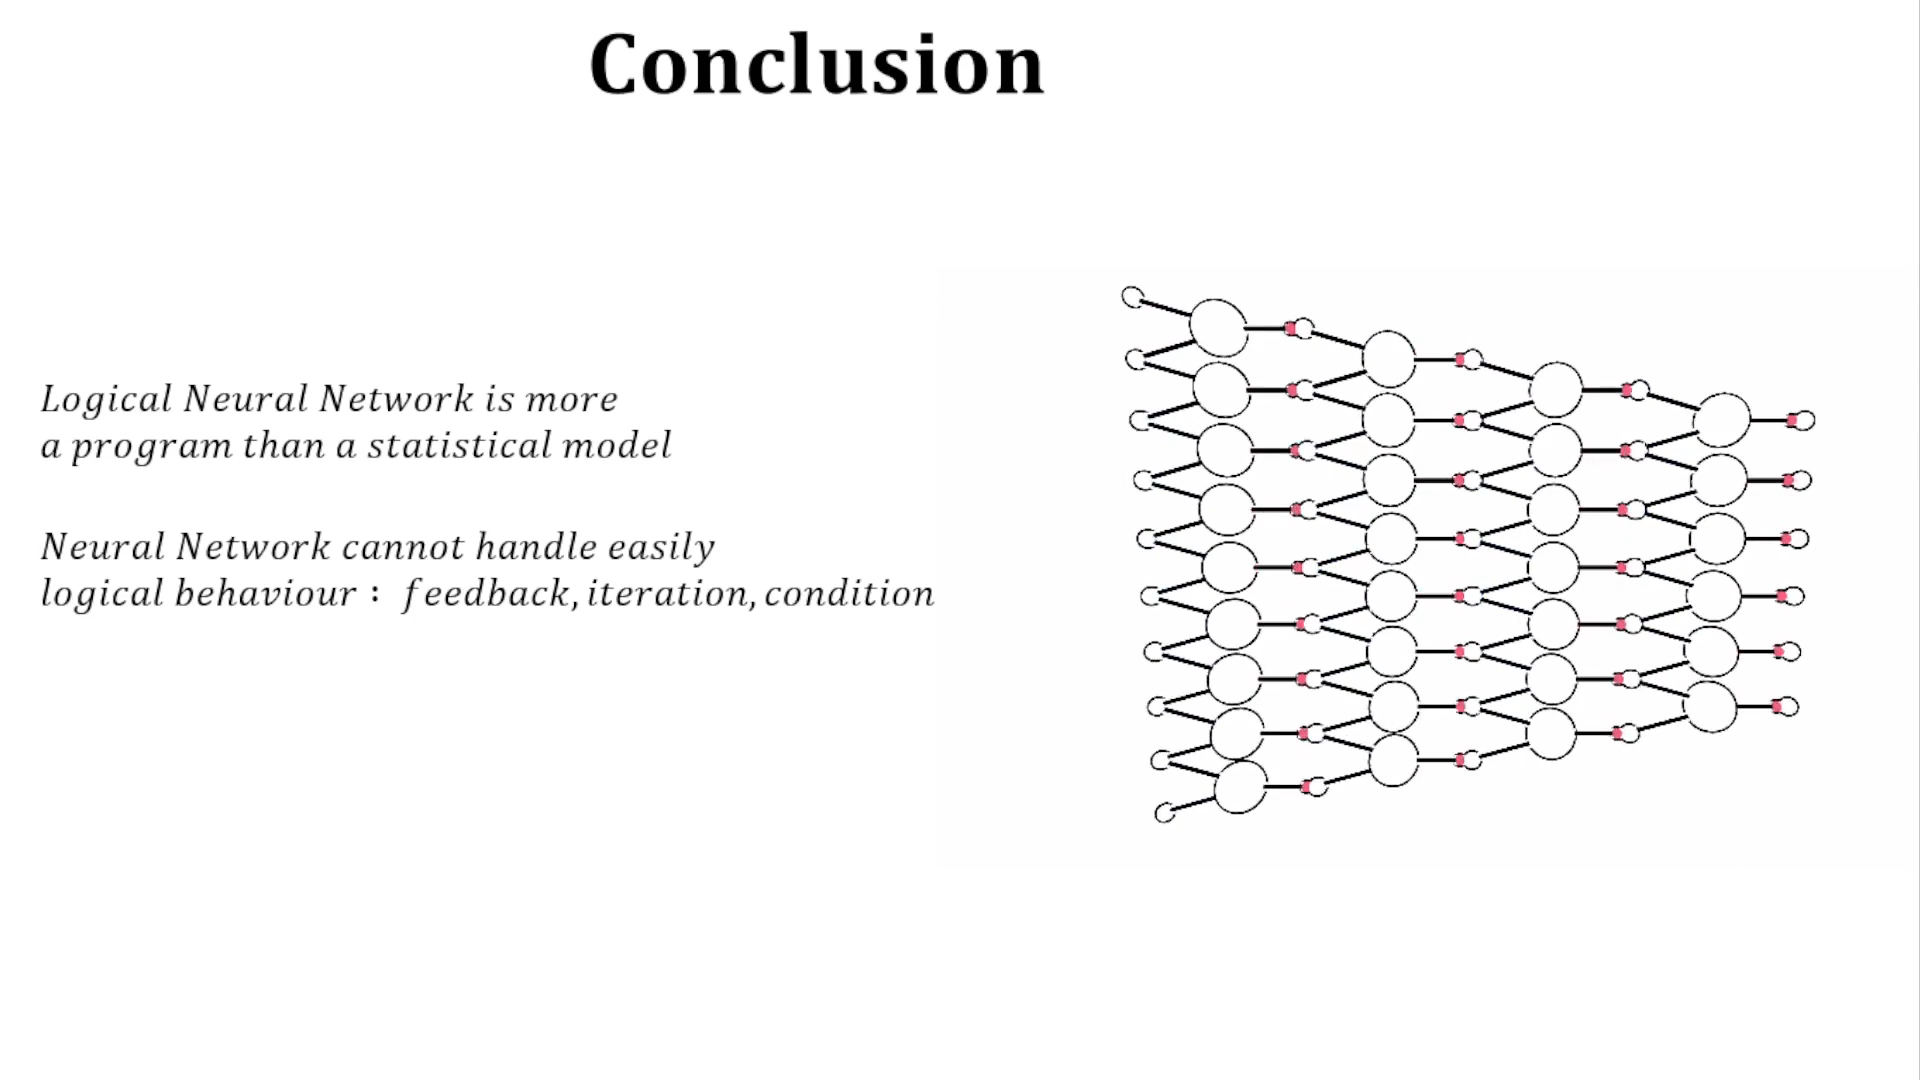 Conclusion
Logical Neural Network is more
a program than a statistical model
Neural Network cannot handle easily
logical behaviour : feedback, iteration, condition